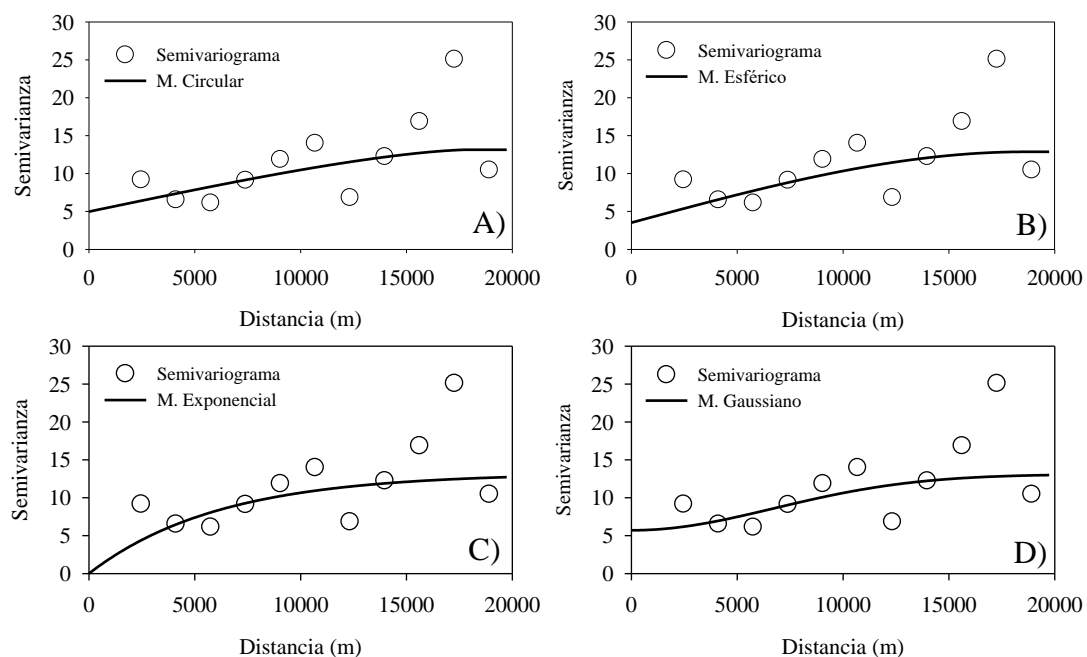 30
25
20
15
10
5
0
Semivarianza
Semivariograma
M. Circular
A)
0 5000 10000 15000 20000
Distancia (m)
30
25
20
15
10
5
0
Semivarianza
Semivariograma
M. Esférico
B)
0 5000 10000 15000 20000
Distancia (m)
30
25
20
15
10
5
0
Semivarianza
Semivariograma
M. Exponencial
C)
0 5000 10000 15000 20000
Distancia (m)
30
25
20
15
10
5
0
Semivarianza
Semivariograma
M. Gaussiano
D)
0 5000 10000 15000 20000
Distancia (m)